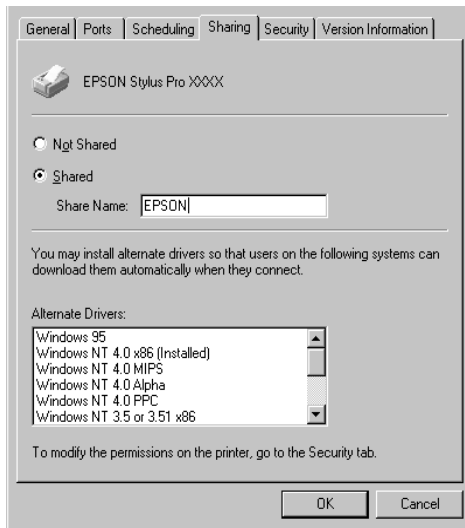 General Ports Scheduling Sharing Security Version Information
EPSON Stylus Pro XXXX
Not Shared
Shared
Share Name: EPSON
You may install alternate drivers so that users on the following systems can
download them automatically when they connect.
Alternate Drivers:
Windows 95
Windows NT 4.0 x86 (Installed)
Windows NT 4.0 MIPS
Windows NT 4.0 Alpha
Windows NT 4.0 PPC
Windows NT 3.5 or 3.51 x86
To modify the permissions on the printer, go to the Security tab.
OK Cancel